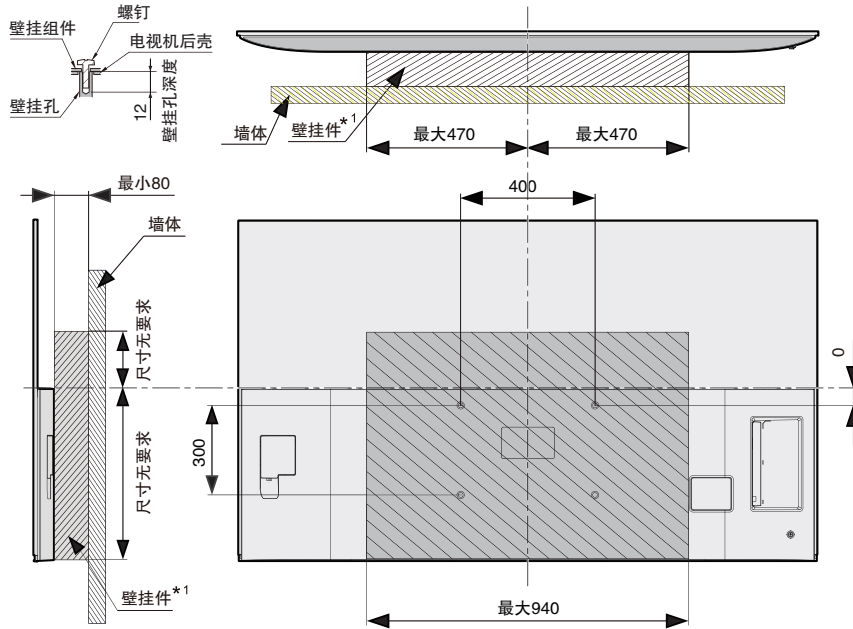 螺钉
壁挂组件
电视机后壳
壁挂孔
12
壁挂孔深度
墙体
壁挂件*1
最大470
最大470
最小80
墙体
400
尺寸无要求
0
尺寸无要求
300
壁挂件*1
最大940